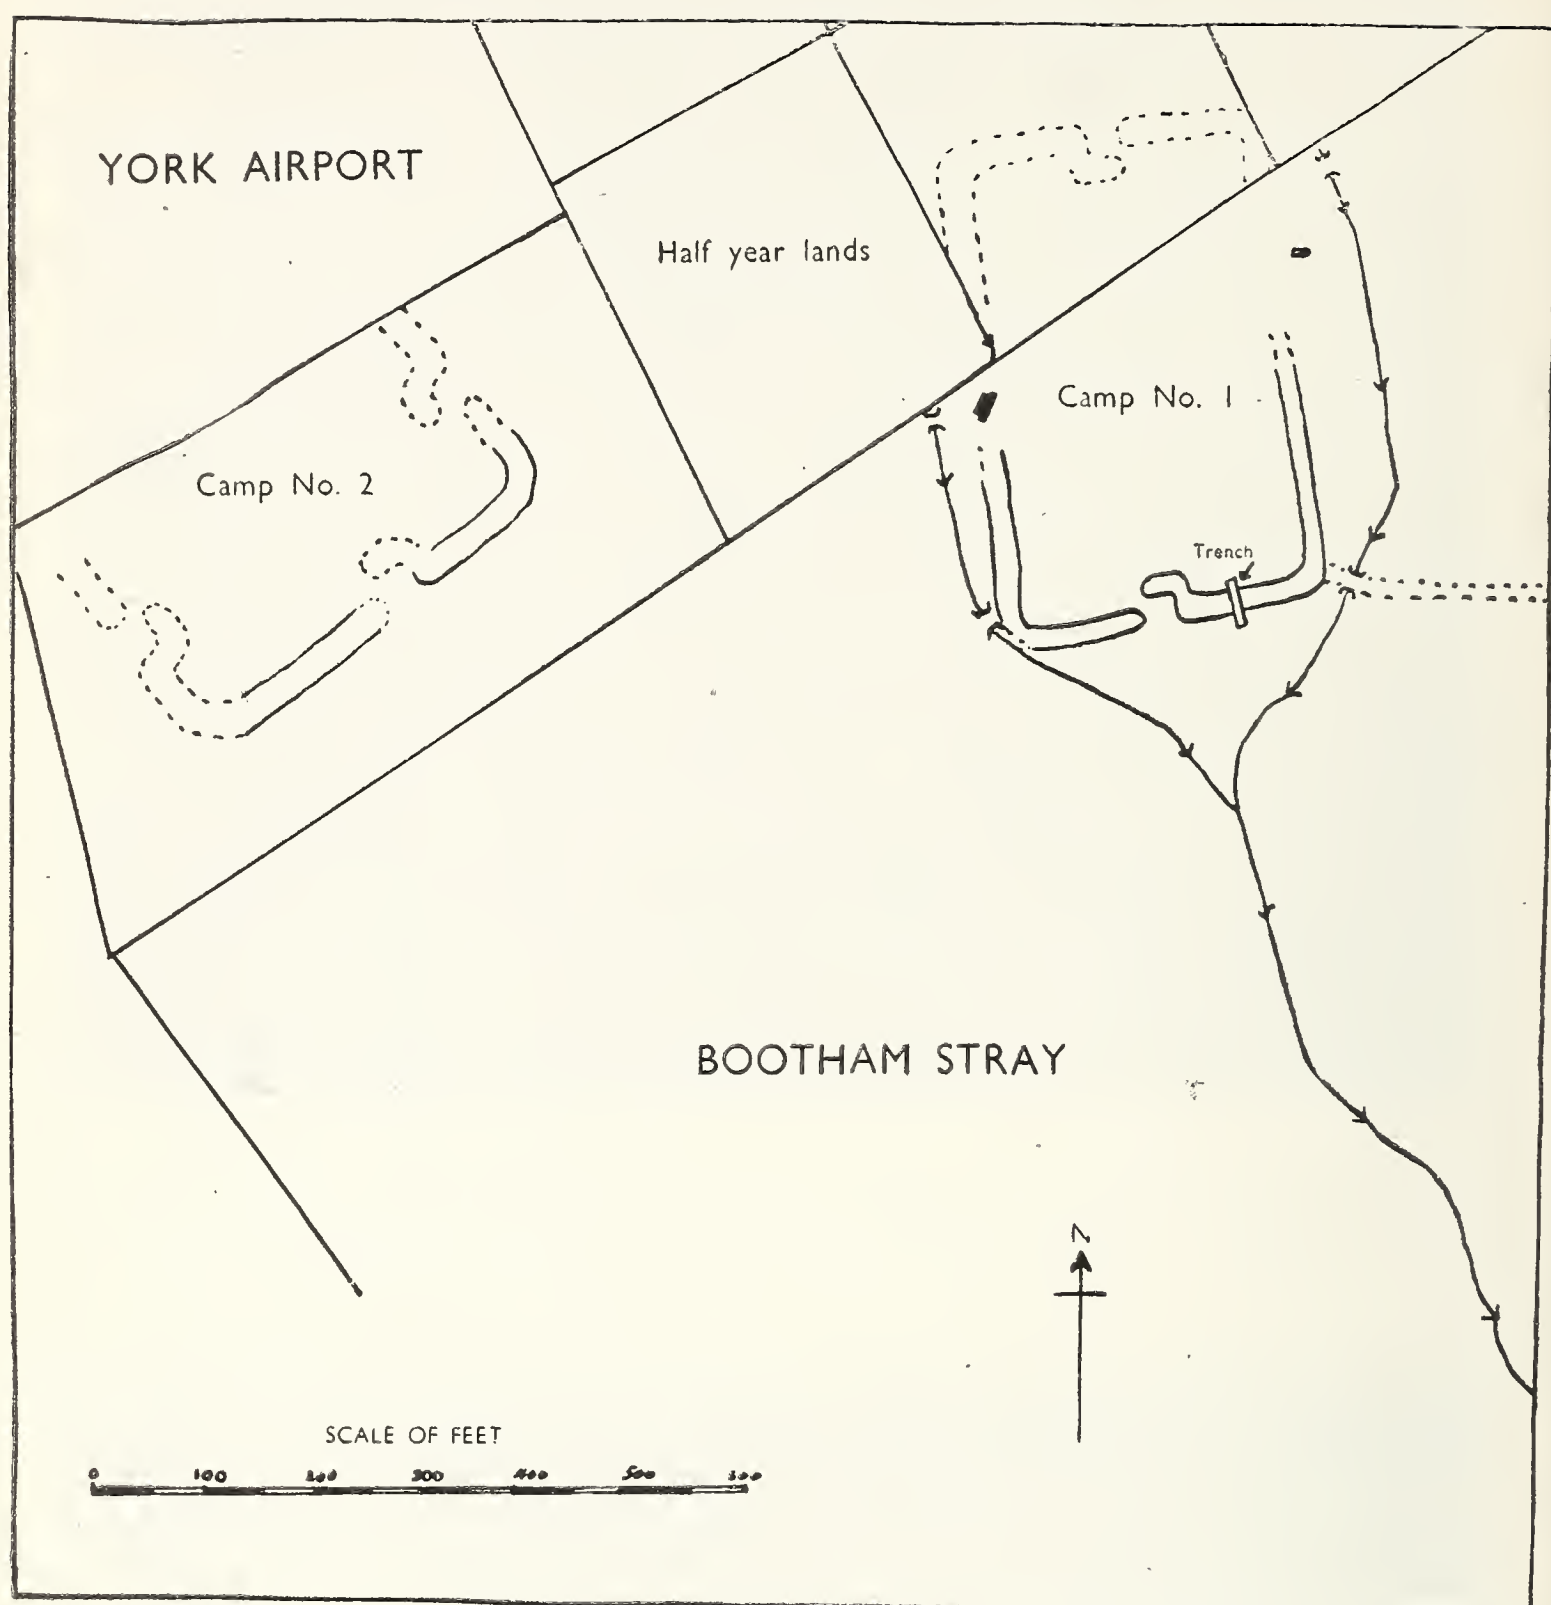 YORK AIRPORT
Half year lands
Camp No. 1
Camp No. 2
Trench
BOOTHAM STRAY
N
SCALE OF FEET
0 100 200 300 400 500